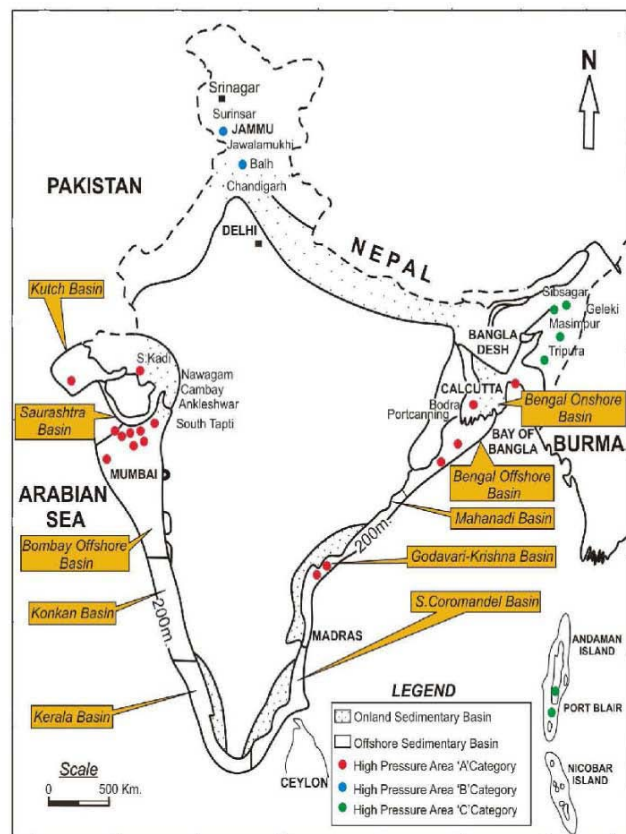 N
Srinagar
Surinsar
JAMMU
Jawalamukhi
Balh
Chandigarh
PAKISTAN
DELHI
NEPAL
Kutch Basin
Sibsagar
Geleki
Masimpur
BANGLA
DESH
Tripura
S.Kadi
Nawagam
Cambay
Ankleshwar
CALCUTTA
Bodra
Portcanning
Bengal Onshore
Basin
Saurashtra
Basin
South Tapti
BAY OF
BANGLA
BURMA
MUMBAI
Bengal Offshore
Basin
ARABIAN
SEA
Mahanadi Basin
200m.
Bombay Offshore
Basin
Godavari-Krishna Basin
Konkan Basin
200m.
S.Coromandel Basin
MADRAS
ANDAMAN
ISLAND
PORT BLAIR
Kerala Basin
LEGEND
Onland Sedimentary Basin
Offshore Sedimentary Basin
High Pressure Area 'A'Category
High Pressure Area 'B'Category
High Pressure Area 'C'Category
NICOBAR
ISLAND
Scale
0 500 Km.
CEYLON